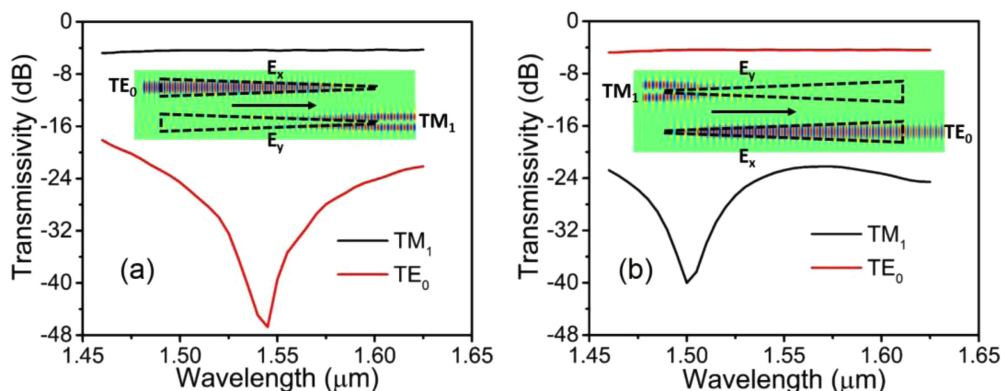 Transmissivity (dB)
0
-8
-16
-24
-32
-40
-48
TE0
Ex
Ey
TM1
(a)
TM1
TE0
1.45 1.50 1.55 1.60 1.65
Wavelength (μm)
Transmissivity (dB)
0
-8
-16
-24
-32
-40
-48
TM1
Ey
Ex
TE0
(b)
TM1
TE0
1.45 1.50 1.55 1.60 1.65
Wavelength (μm)